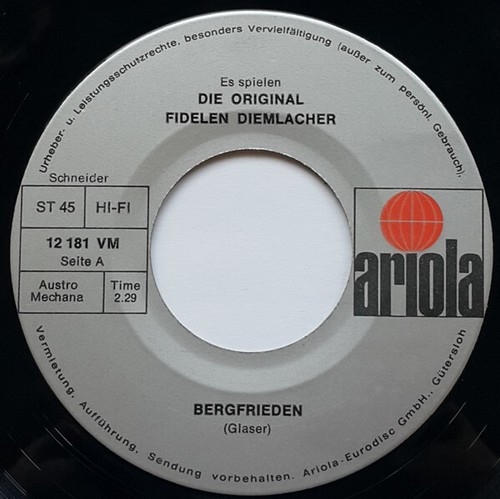 Urheber- u. Leistungsschutzrechte, besonders Vervielfältigung (außer zum persönl. Gebrauch),
Es spielen
DIE ORIGINAL
FIDELEN DIEMLACHER
Schneider
ST 45 HI-FI
12 181 VM
Seite A
Austro Mechana
Time 2.29
ariola
BERGFRIEDEN
(Glaser)
Vermietung, Aufführung, Sendung vorbehalten. Ariola-Eurodisc GmbH., Gütersloh